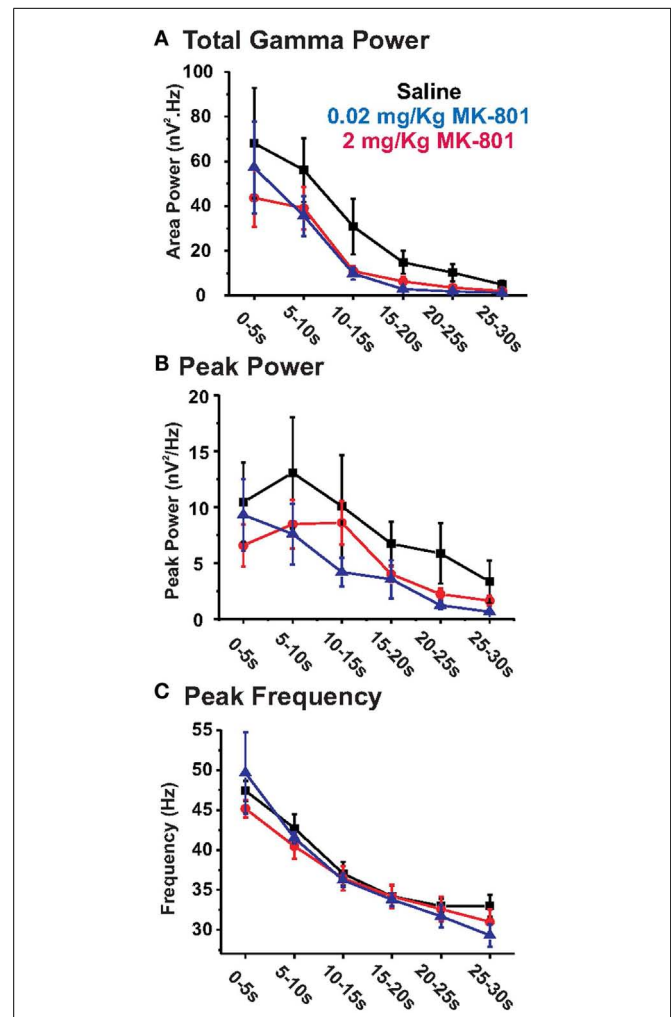 A Total Gamma Power
Saline
0.02 mg/Kg MK-801
2 mg/Kg MK-801
Area Power (nV².Hz)
100
80
60
40
20
0
0-5s
5-10s
10-15s
15-20s
20-25s
25-30s
B Peak Power
Peak Power (nV²/Hz)
20
15
10
5
0
0-5s
5-10s
10-15s
15-20s
20-25s
25-30s
C Peak Frequency
Frequency (Hz)
55
50
45
40
35
30
0-5s
5-10s
10-15s
15-20s
20-25s
25-30s